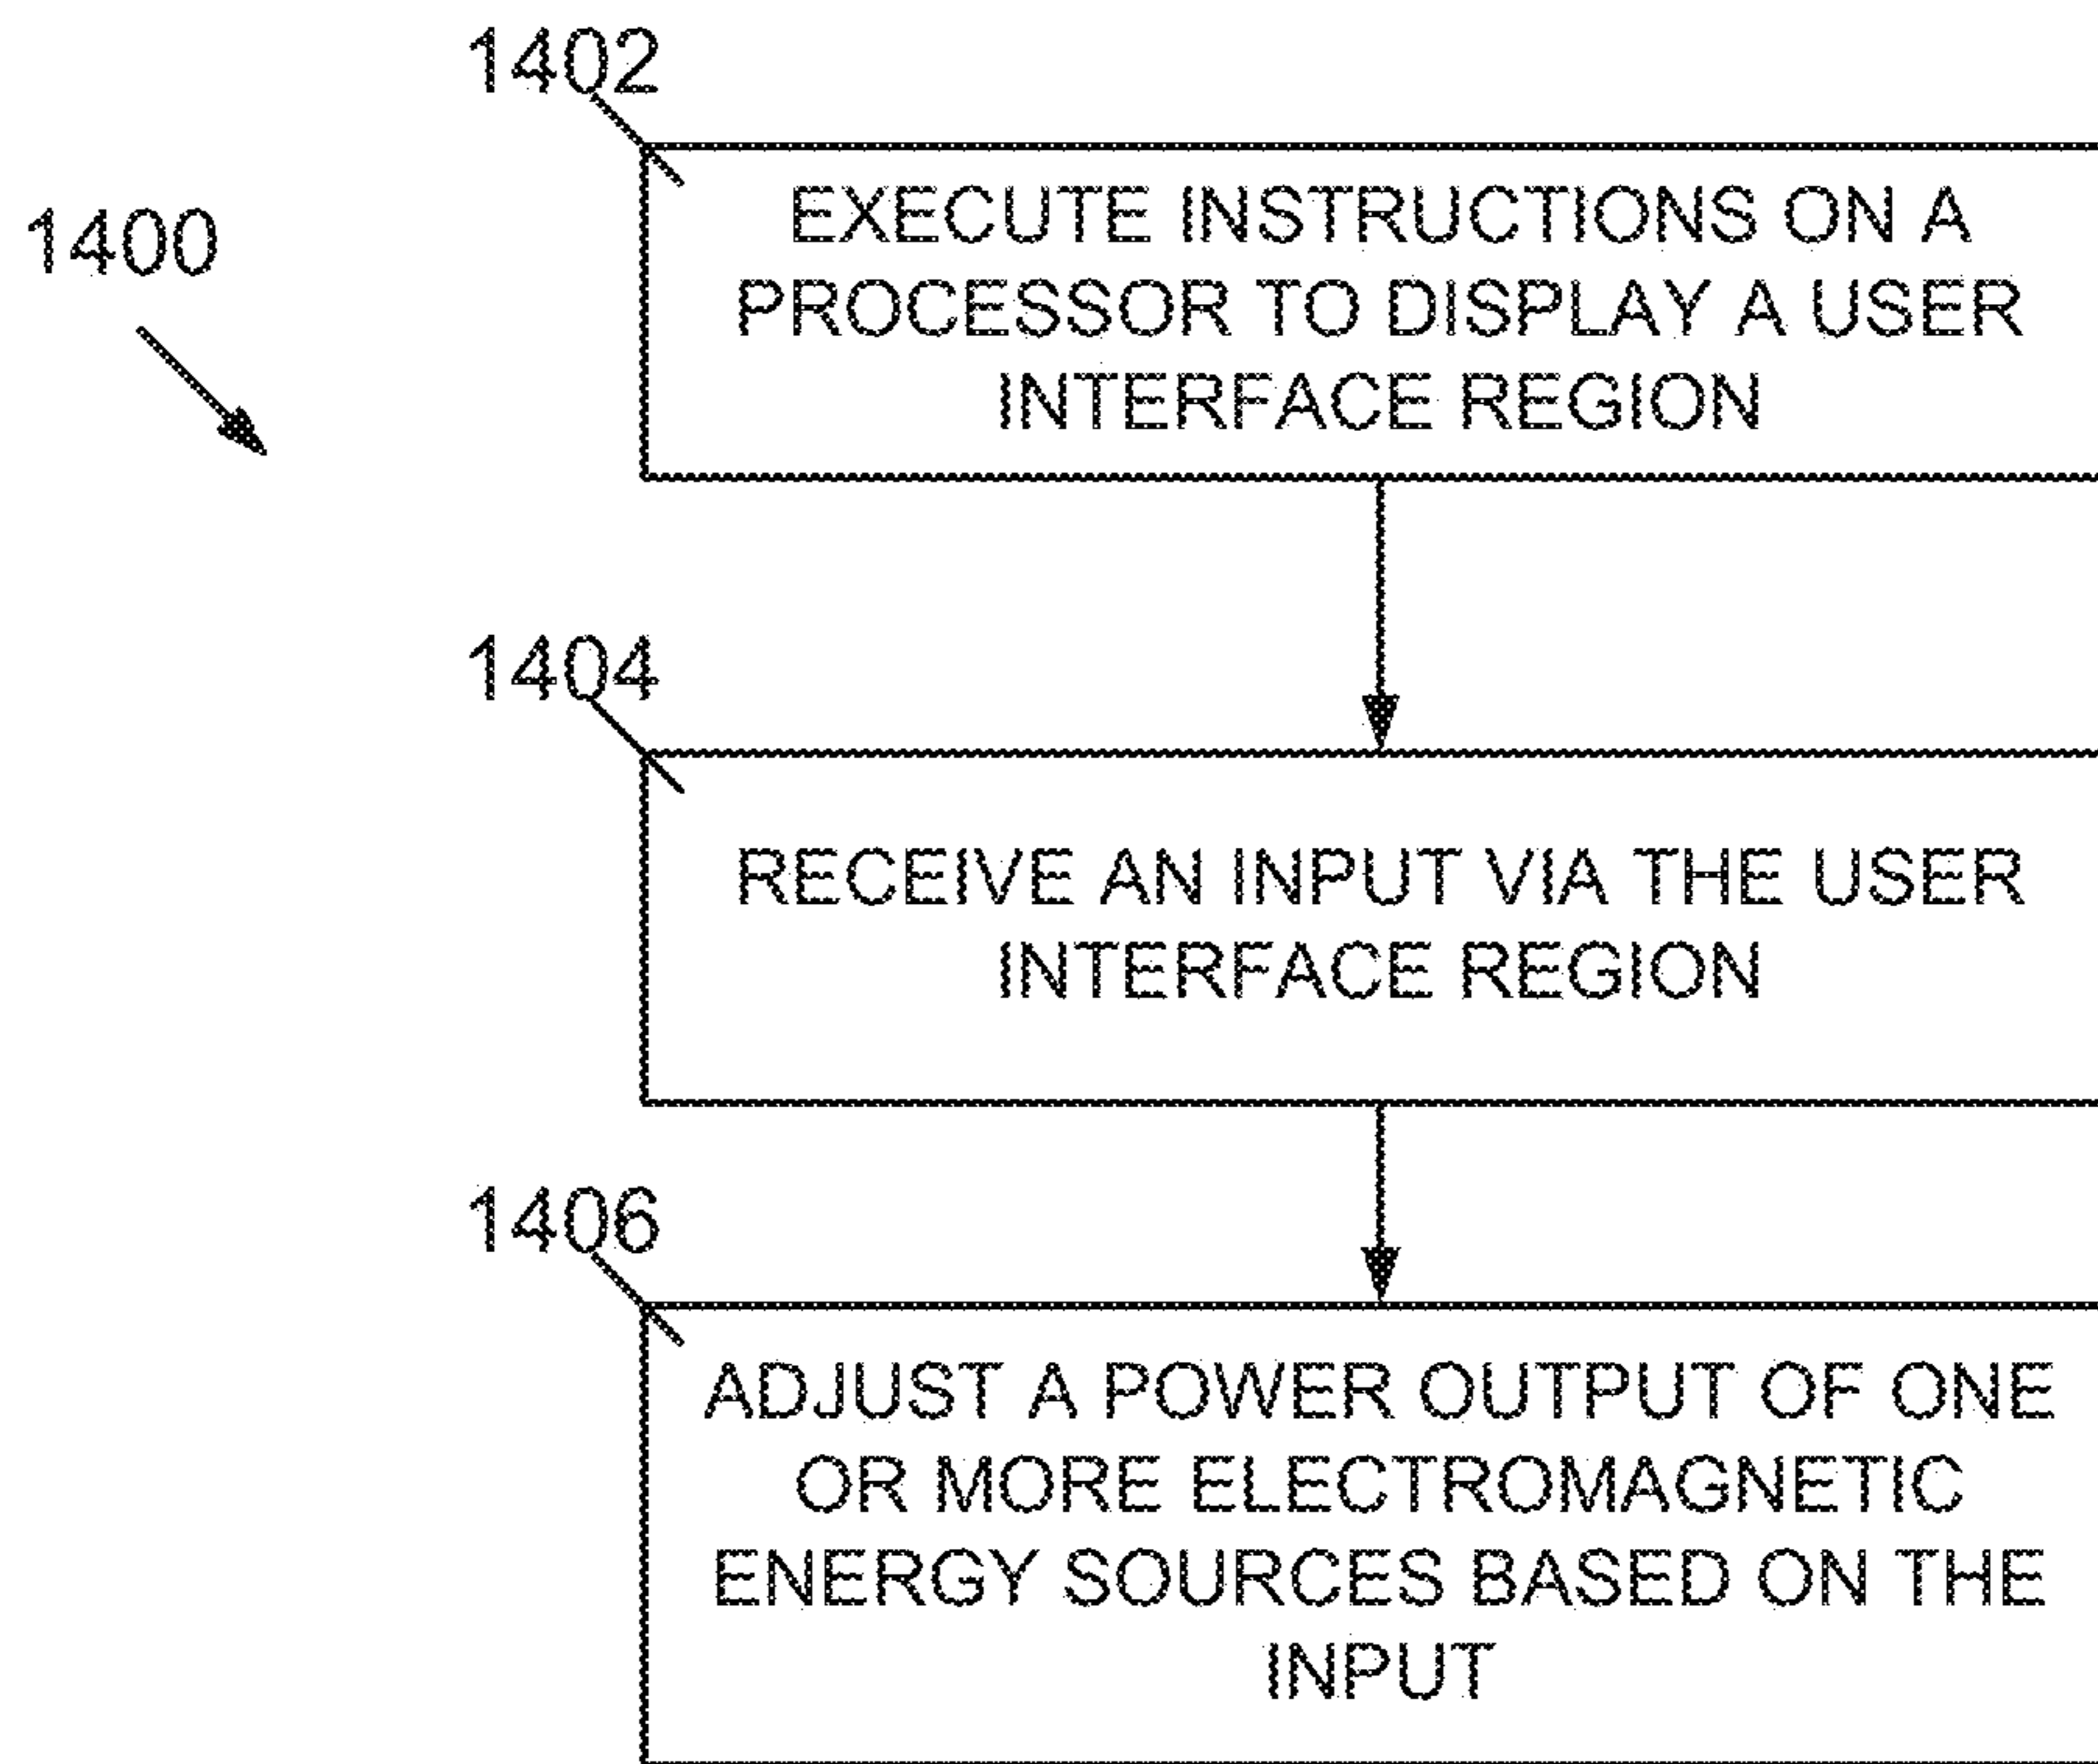 1402
1400
EXECUTE INSTRUCTIONS ON A
PROCESSOR TO DISPLAY A USER
INTERFACE REGION
1404
RECEIVE AN INPUT VIA THE USER
INTERFACE REGION
1406
ADJUST A POWER OUTPUT OF ONE
OR MORE ELECTROMAGNETIC
ENERGY SOURCES BASED ON THE
INPUT